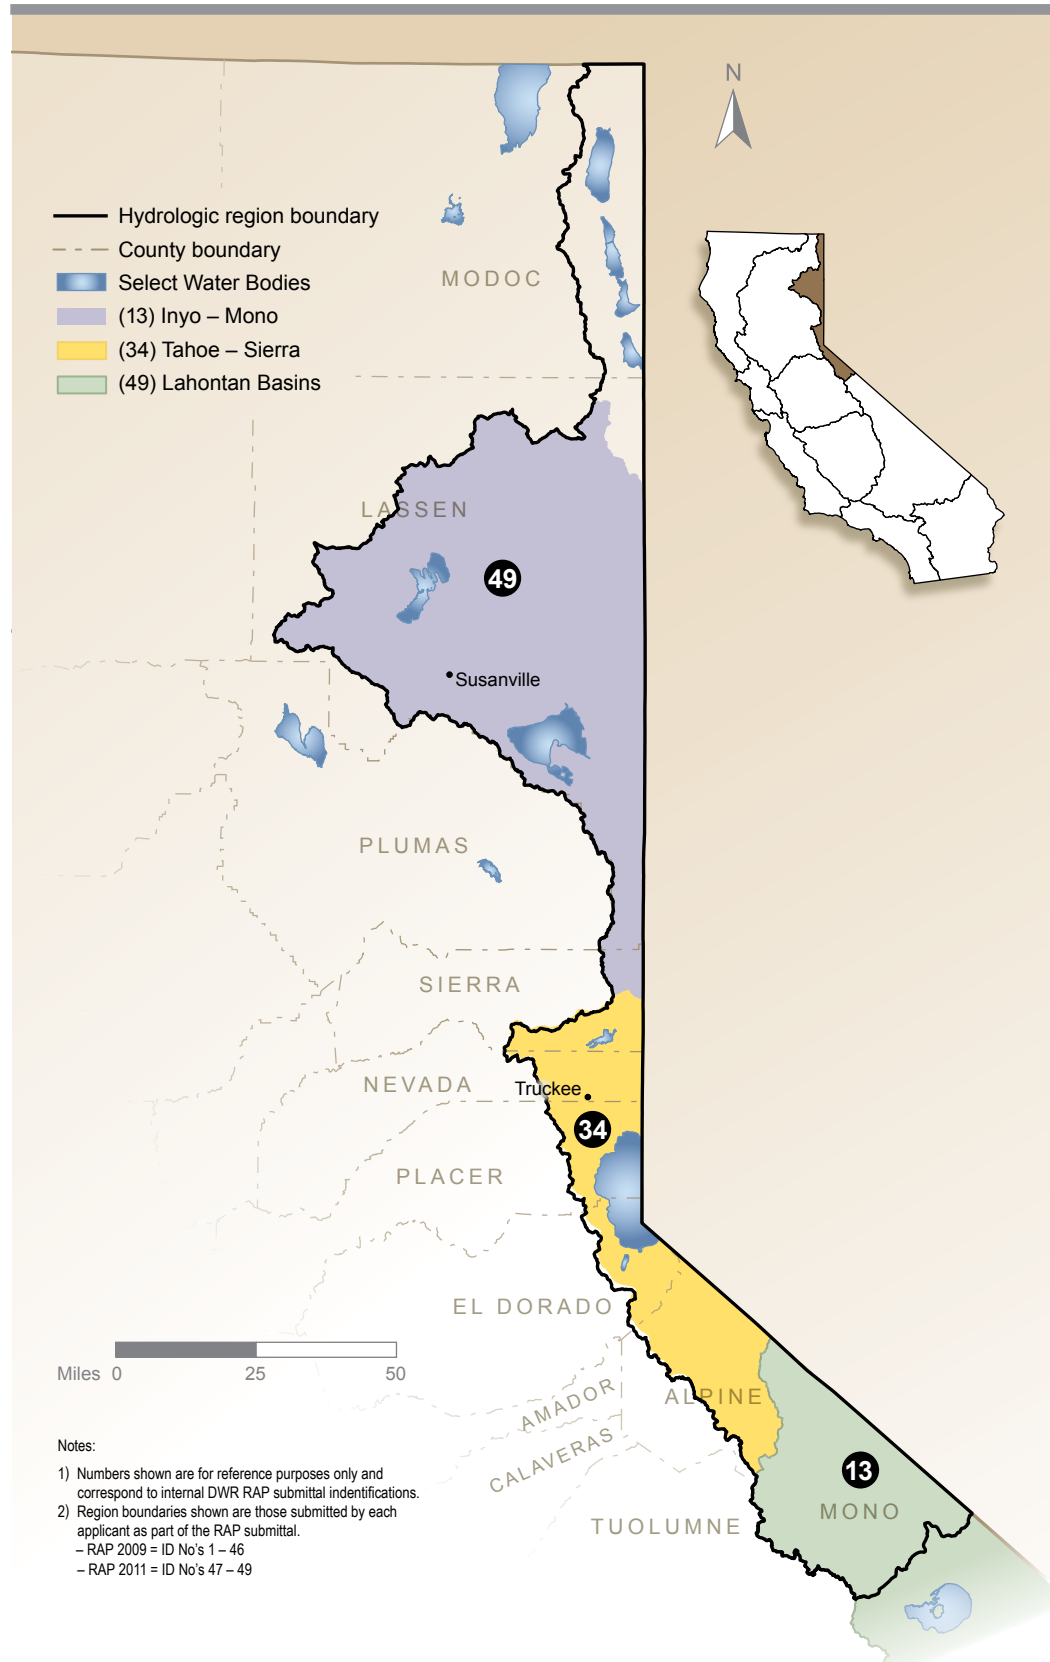 N
Hydrologic region boundary
County boundary
Select Water Bodies
(13) Inyo – Mono
(34) Tahoe – Sierra
(49) Lahontan Basins
MODOC
LASSEN
49
Susanville
PLUMAS
SIERRA
NEVADA
Truckee
34
PLACER
EL DORADO
Miles 0 25 50
AMADOR
ALPINE
CALAVERAS
13
MONO
TUOLUMNE
Notes:
1) Numbers shown are for reference purposes only and
correspond to internal DWR RAP submittal indentifications.
2) Region boundaries shown are those submitted by each
applicant as part of the RAP submittal.
– RAP 2009 = ID No's 1 – 46
– RAP 2011 = ID No's 47 – 49